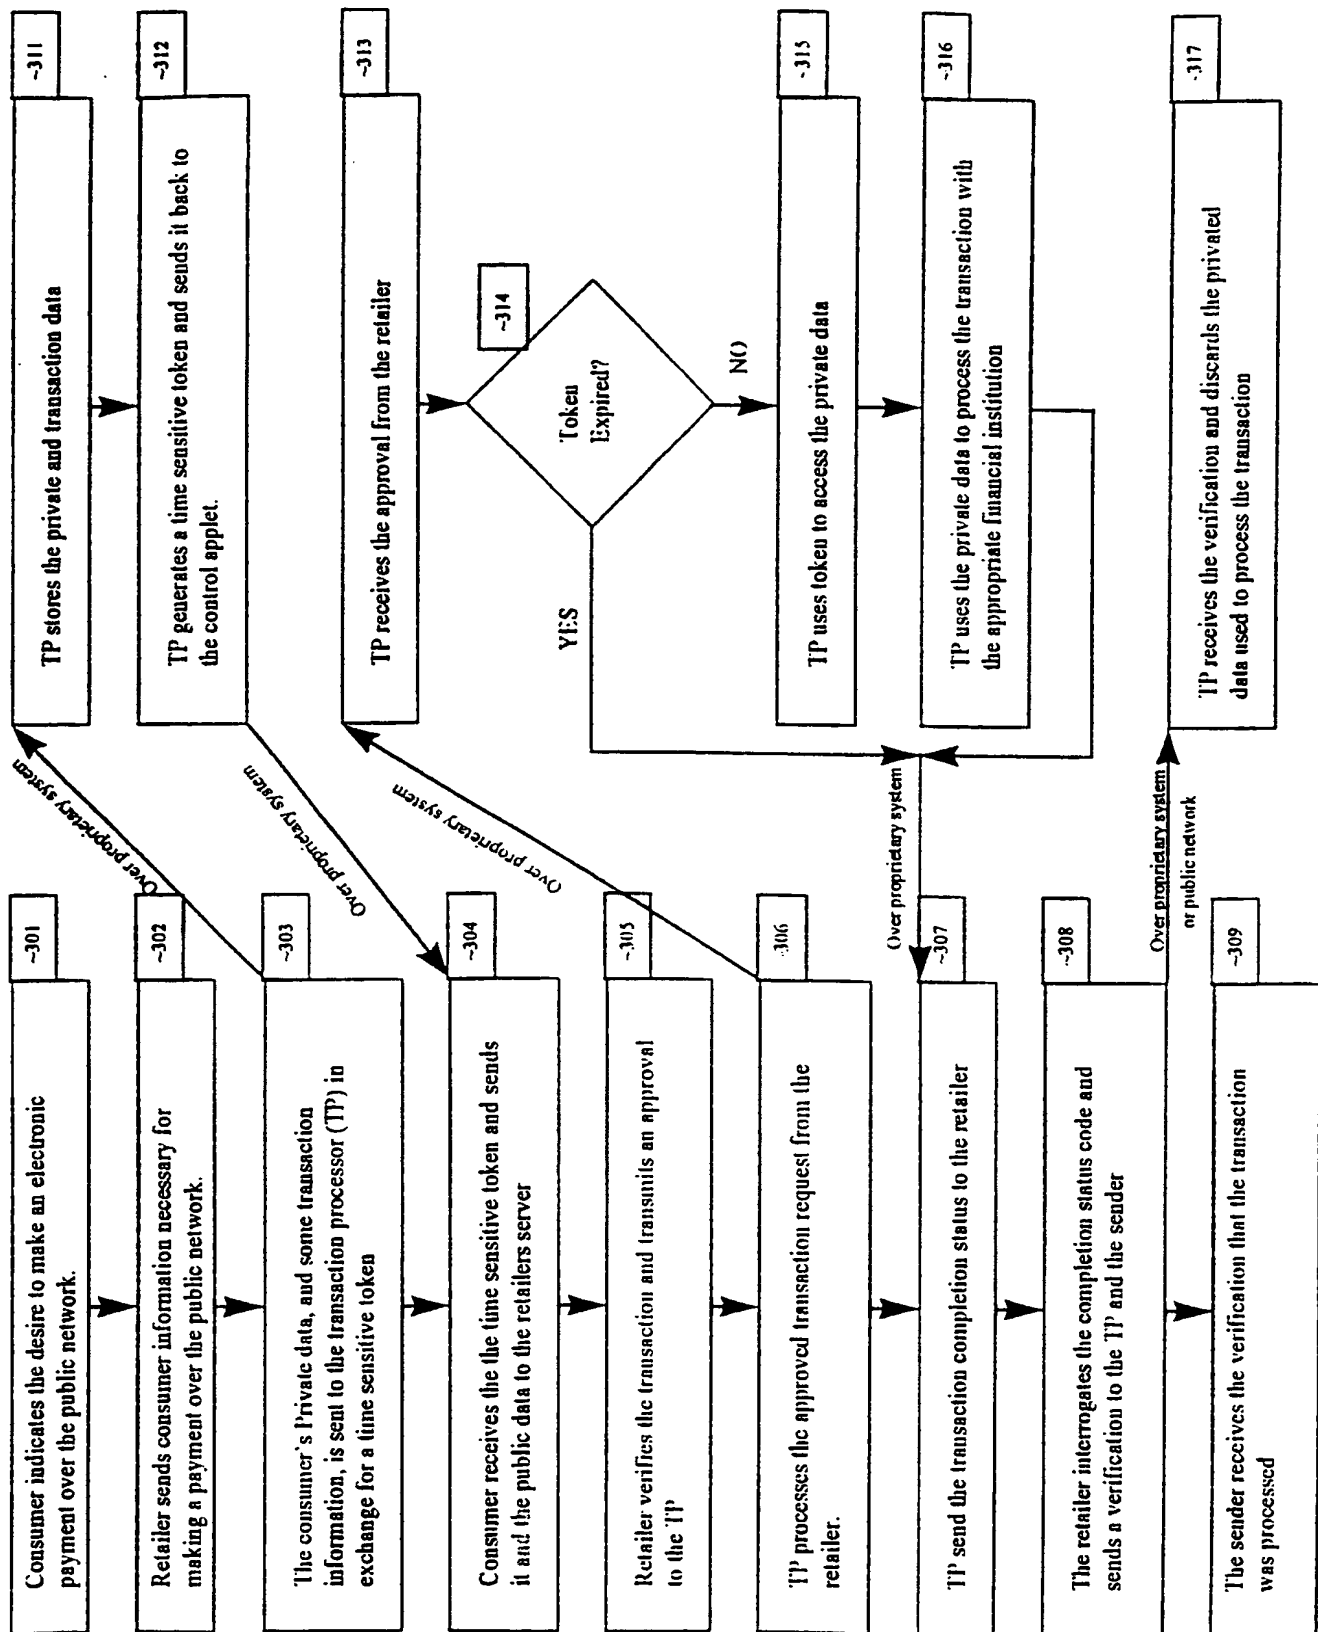 ~301
Consumer indicates the desire to make an electronic
payment over the public network.
~302
Retailer sends consumer information necessary for
making a payment over the public network.
~303
The consumer's Private data, and some transaction
information, is sent to the transaction processor (TP) in
exchange for a time sensitive token
~304
Consumer receives the the time sensitive token and sends
it and the public data to the retailers server
~305
Retailer verifies the transaction and transmits an approval
to the TP
~306
TP processes the approved transaction request from the
retailer.
~307
TP send the transaction completion status to the retailer
~308
The retailer interrogates the completion status code and
sends a verification to the TP and the sender
~309
The sender receives the verification that the transaction
was processed
Over proprietary system
Over proprietary system
Over proprietary system
Over proprietary system
Over proprietary system
or public network
~311
TP stores the private and transaction data
~312
TP generates a time sensitive token and sends it back to
the control applet.
~313
TP receives the approval from the retailer
~314
Token
Expired?
YES
NO
~315
TP uses token to access the private data
~316
TP uses the private data to process the transaction with
the appropriate financial institution
~317
TP receives the verification and discards the privated
data used to process the transaction